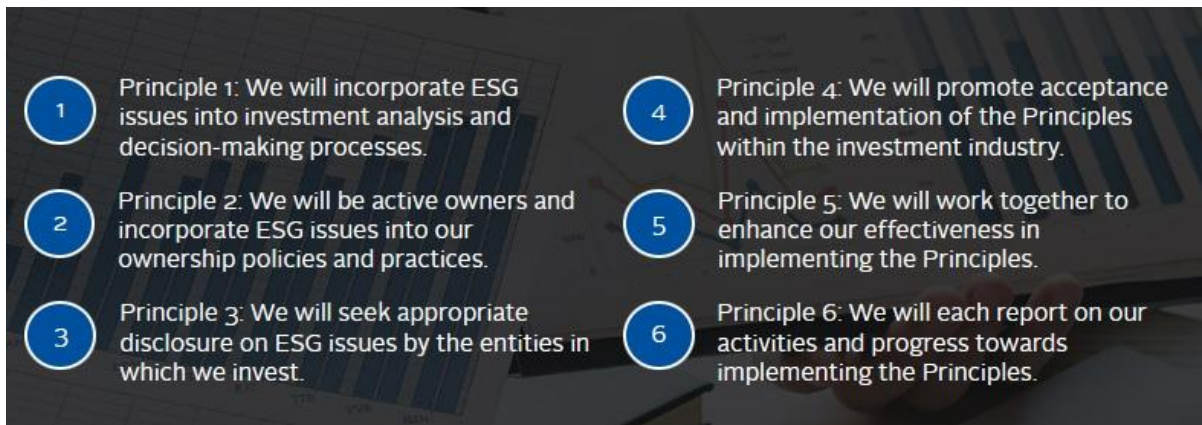 1
Principle 1: We will incorporate ESG
issues into investment analysis and
decision-making processes.
2
Principle 2: We will be active owners and
incorporate ESG issues into our
ownership policies and practices.
3
Principle 3: We will seek appropriate
disclosure on ESG issues by the entities in
which we invest.
4
Principle 4: We will promote acceptance
and implementation of the Principles
within the investment industry.
5
Principle 5: We will work together to
enhance our effectiveness in
implementing the Principles.
6
Principle 6: We will each report on our
activities and progress towards
implementing the Principles.